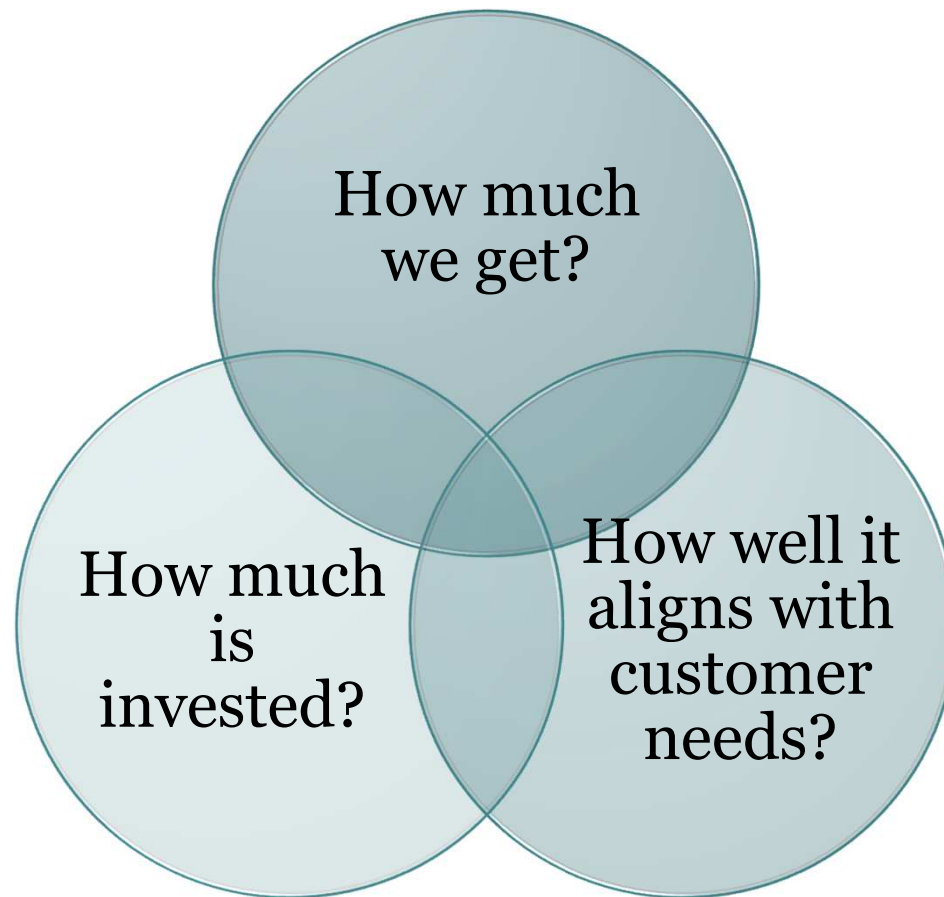 How much
we get?
How much
is
invested?
How well it
aligns with
customer
needs?